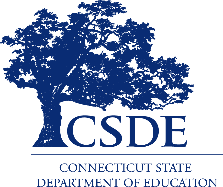 CSDE
CONNECTICUT STATE
DEPARTMENT OF EDUCATION